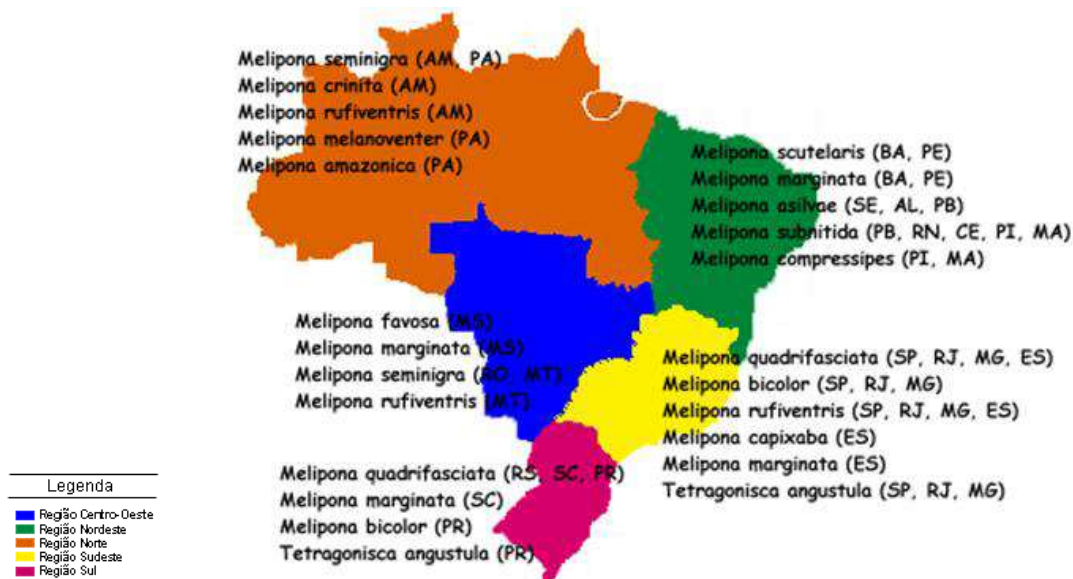 Melipona seminigra (AM, PA)
Melipona crinita (AM)
Melipona rufiventris (AM)
Melipona melanoventer (PA)
Melipona amazonica (PA)
Melipona scutelaris (BA, PE)
Melipona marginata (BA, PE)
Melipona asilvae (SE, AL, PB)
Melipona subnitida (PB, RN, CE, PI, MA)
Melipona compressipes (PI, MA)
Melipona favosa (MS)
Melipona marginata (MS)
Melipona seminigra (RO, MT)
Melipona rufiventris (MT)
Melipona quadrifasciata (SP, RJ, MG, ES)
Melipona bicolor (SP, RJ, MG)
Melipona rufiventris (SP, RJ, MG, ES)
Melipona capixaba (ES)
Melipona marginata (ES)
Tetragonisca angustula (SP, RJ, MG)
Melipona quadrifasciata (RS, SC, PR)
Melipona marginata (SC)
Melipona bicolor (PR)
Tetragonisca angustula (PR)
Legenda
Região Centro-Oeste
Região Nordeste
Região Norte
Região Sudeste
Região Sul